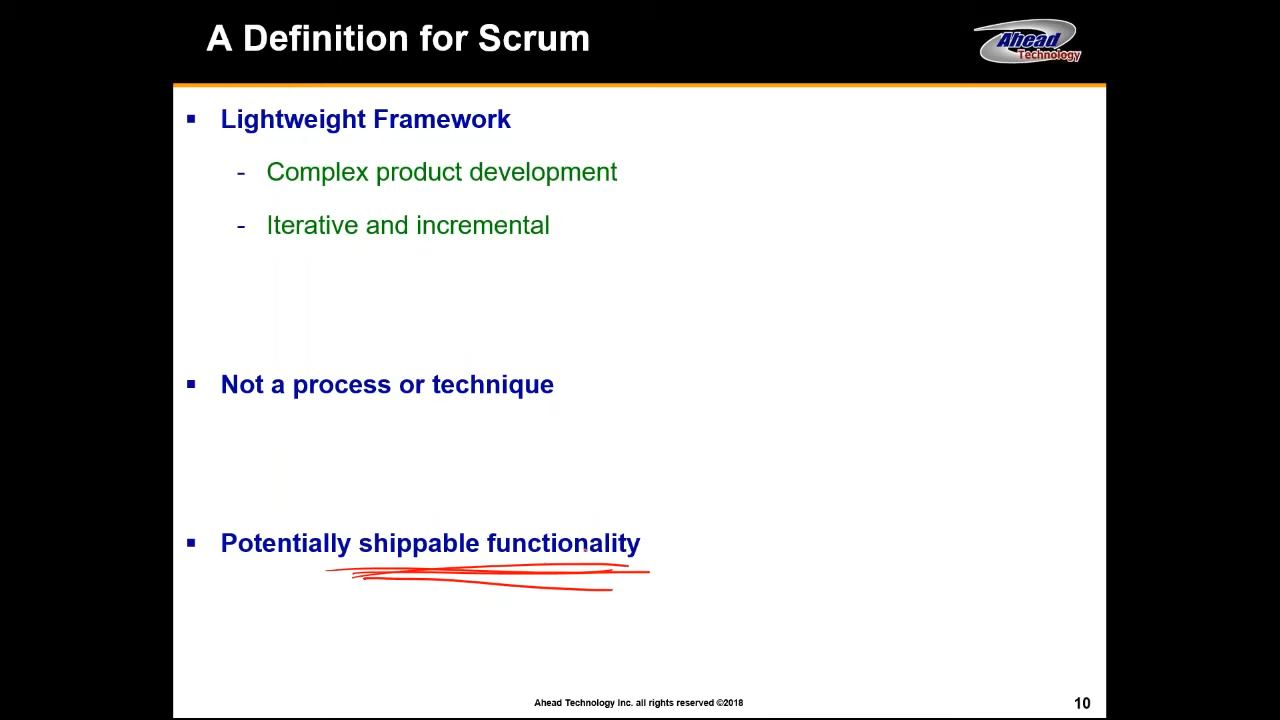 A Definition for Scrum
Ahead
Technology
▪ Lightweight Framework
- Complex product development
- Iterative and incremental
▪ Not a process or technique
▪ Potentially shippable functionality
Ahead Technology Inc. all rights reserved ©2018
10